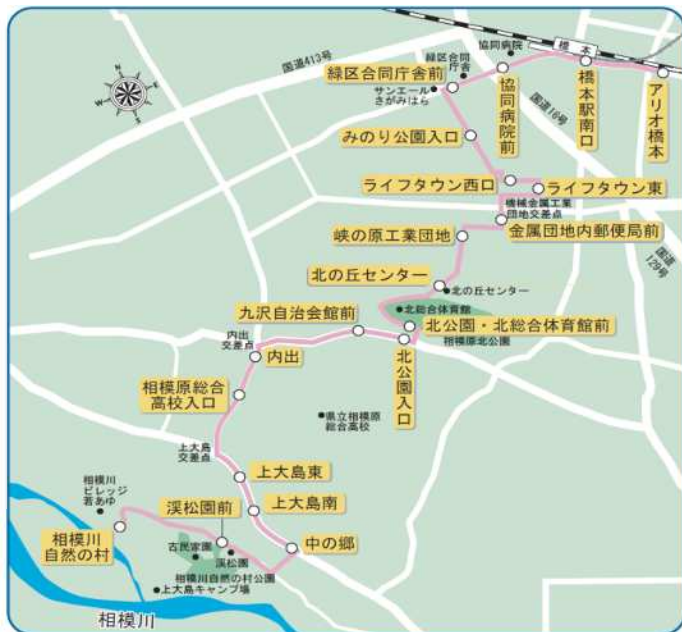 国道413号
N
W
E
S
緑区合同
庁舎
協同病院
橋本
緑区合同庁舎前
サンエール
さがみはら
協同病院前
国道16号
橋本駅南口
アリオ橋本
みのり公園入口
ライフタウン西口
ライフタウン東
機械金属工業
団地交差点
金属団地内郵便局前
峡の原工業団地
国道
129号
北の丘センター
北の丘センター
九沢自治会館前
北総合体育館
北公園・北総合体育館前
相模原北公園
内出
交差点
内出
北公園入口
相模原総合
高校入口
県立相模原
総合高校
上大島
交差点
上大島東
相模川
ビレッジ
若あゆ
渓松園前
上大島南
相模川
自然の村
古民家園
渓松園
中の郷
相模川自然の村公園
上大島キャンプ場
相模川